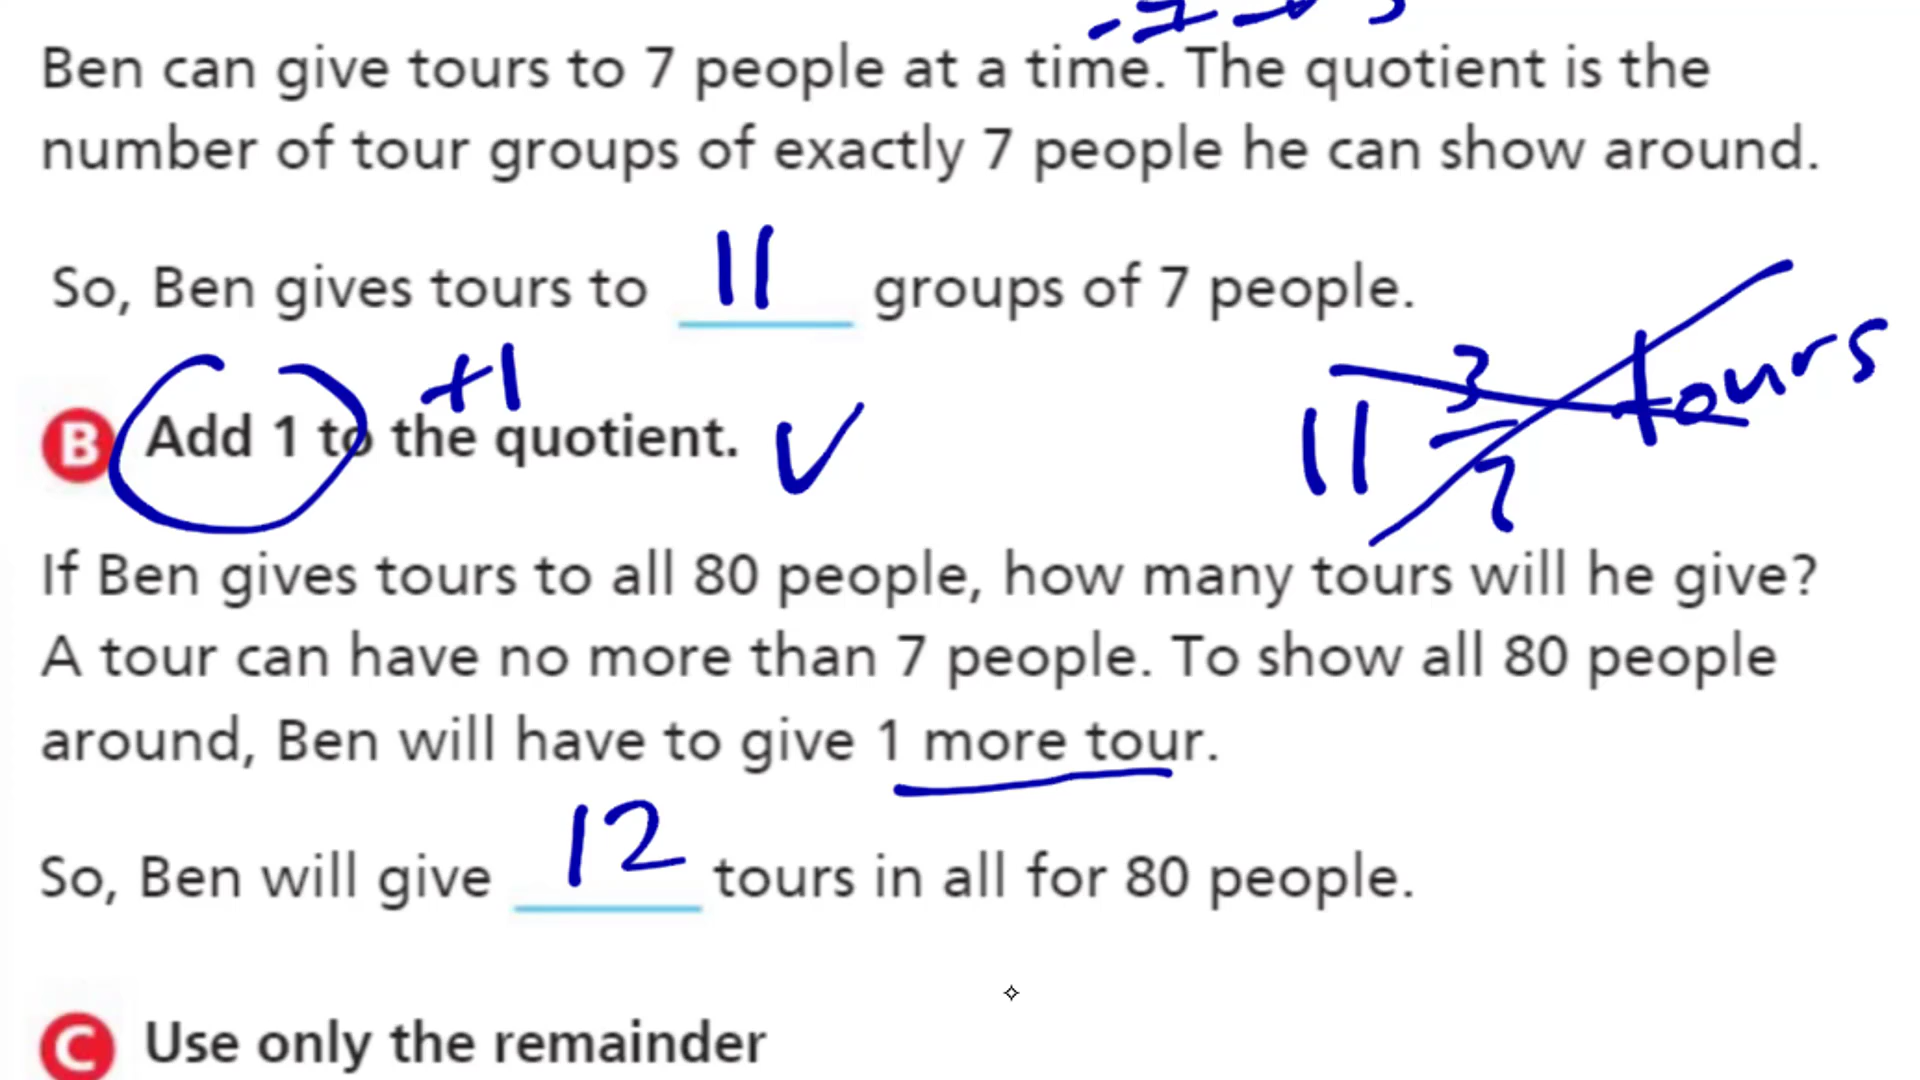 Ben can give tours to 7 people at a time. The quotient is the
number of tour groups of exactly 7 people he can show around.
So, Ben gives tours to 11 groups of 7 people.
+1
11 3/7 tours
B Add 1 to the quotient. ✓
If Ben gives tours to all 80 people, how many tours will he give?
A tour can have no more than 7 people. To show all 80 people
around, Ben will have to give 1 more tour.
So, Ben will give 12 tours in all for 80 people.
C Use only the remainder